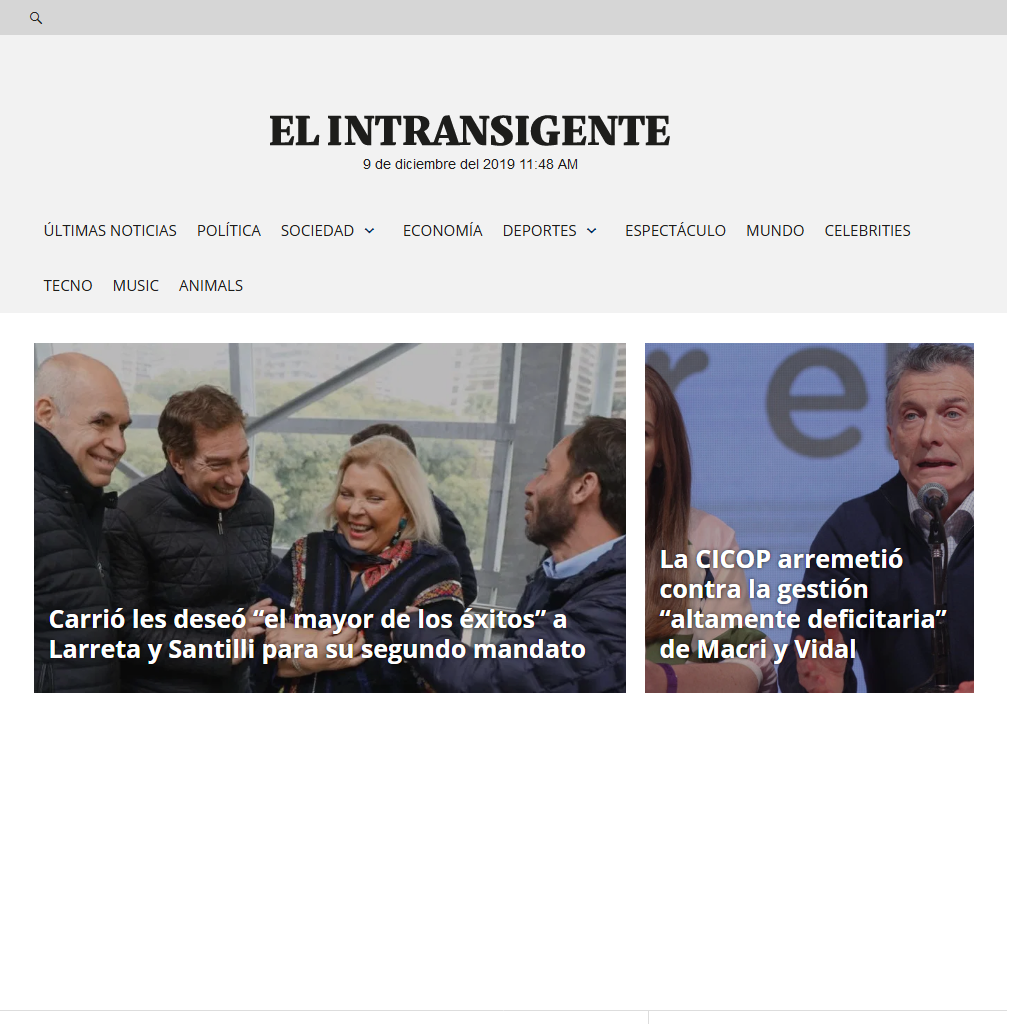 EL INTRANSIGENTE
9 de diciembre del 2019 11:48 AM
ÚLTIMAS NOTICIAS POLÍTICA SOCIEDAD ECONOMÍA DEPORTES ESPECTÁCULO MUNDO CELEBRITIES
TECNO MUSIC ANIMALS
re
Carrió les deseó “el mayor de los éxitos” a
Larreta y Santilli para su segundo mandato
La CICOP arremetió
contra la gestión
“altamente deficitaria”
de Macri y Vidal